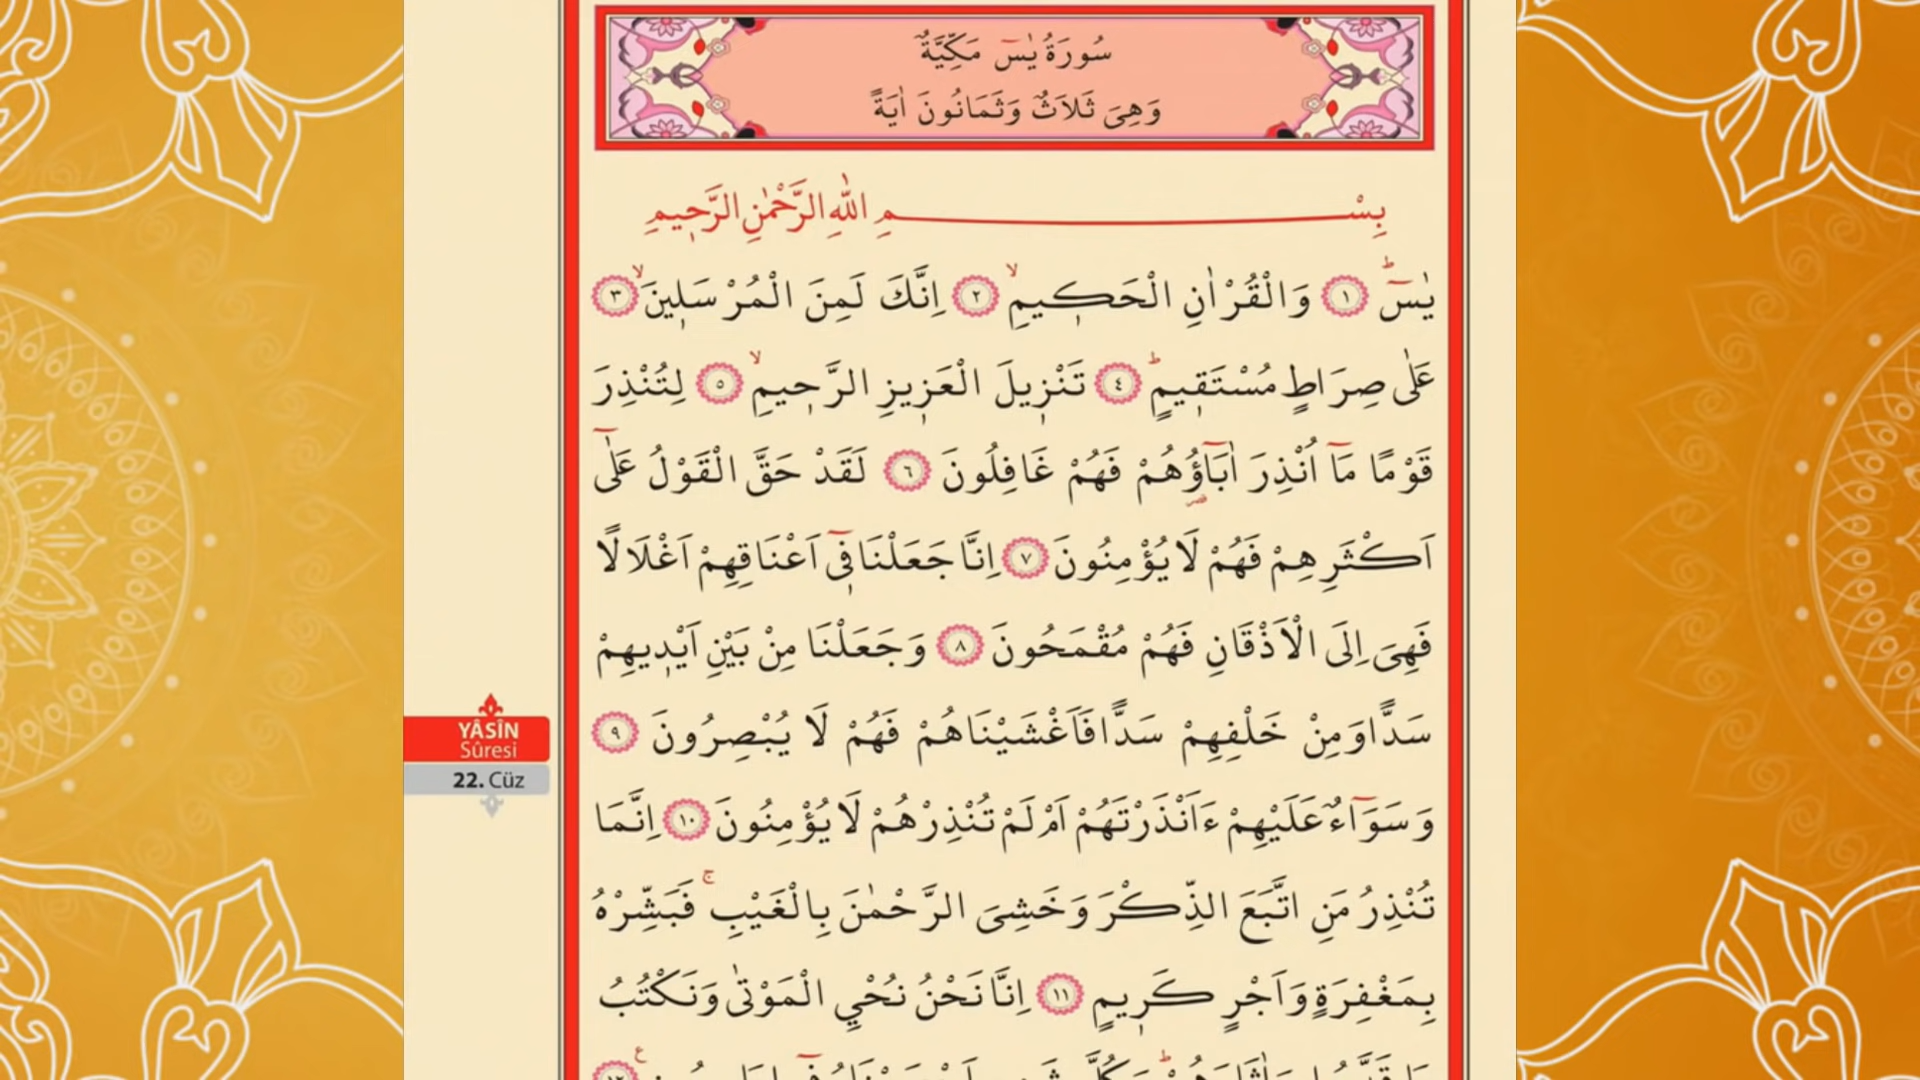 سُورَةُ يٰسٓ مَكِّيَّةٌ
وَهِىَ ثَلَاثٌ وَثَمَانُونَ اٰيَةً
بِسْمِ اللّٰهِ الرَّحْمٰنِ الرَّحٖيمِ
يٰسٓۜ ﴿١﴾ وَالْقُرْاٰنِ الْحَكٖيمِۙ ﴿٢﴾ اِنَّكَ لَمِنَ الْمُرْسَلٖينَۙ ﴿٣﴾
عَلٰى صِرَاطٍ مُسْتَقٖيمٍۜ ﴿٤﴾ تَنْزٖيلَ الْعَزٖيزِ الرَّحٖيمِۙ ﴿٥﴾ لِتُنْذِرَ
قَوْمًا مَٓا اُنْذِرَ اٰبَٓاؤُ۬هُمْ فَهُمْ غَافِلُونَ ﴿٦﴾ لَقَدْ حَقَّ الْقَوْلُ عَلٰٓى
اَكْثَرِهِمْ فَهُمْ لَا يُؤْمِنُونَ ﴿٧﴾ اِنَّا جَعَلْنَا فٖٓى اَعْنَاقِهِمْ اَغْلَالًا
فَهِىَ اِلَى الْاَذْقَانِ فَهُمْ مُقْمَحُونَ ﴿٨﴾ وَجَعَلْنَا مِنْ بَيْنِ اَيْدٖيهِمْ
سَدًّا وَمِنْ خَلْفِهِمْ سَدًّا فَاَغْشَيْنَاهُمْ فَهُمْ لَا يُبْصِرُونَ ﴿٩﴾
YÂSÎN
Sûresi
22. Cüz
وَسَوَٓاءٌ عَلَيْهِمْ ءَاَنْذَرْتَهُمْ اَمْ لَمْ تُنْذِرْهُمْ لَا يُؤْمِنُونَ ﴿١٠﴾ اِنَّمَا
تُنْذِرُ مَنِ اتَّبَعَ الذِّكْرَ وَخَشِىَ الرَّحْمٰنَ بِالْغَيْبِۚ فَبَشِّرْهُ
بِمَغْفِرَةٍ وَاَجْرٍ كَرٖيمٍ ﴿١١﴾ اِنَّا نَحْنُ نُحْيِ الْمَوْتٰى وَنَكْتُبُ